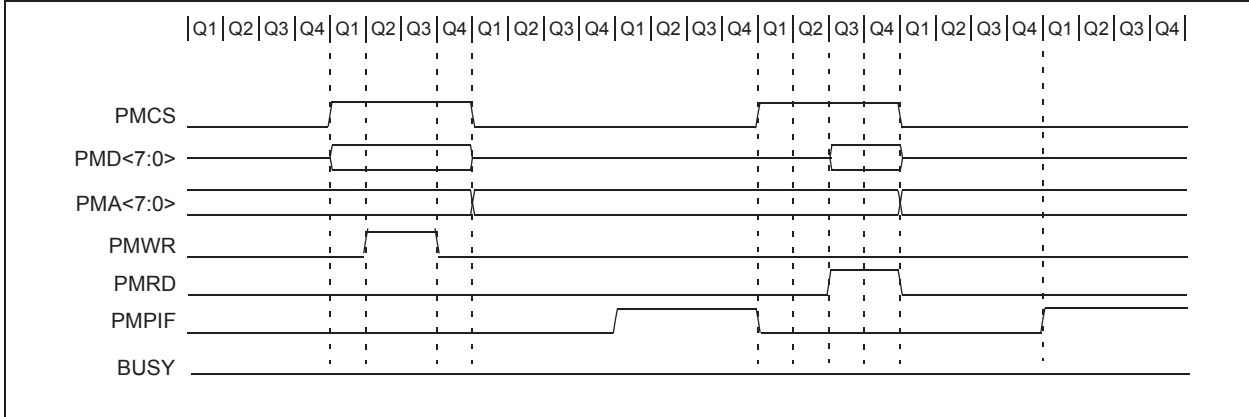 Q1 Q2 Q3 Q4 Q1 Q2 Q3 Q4 Q1 Q2 Q3 Q4 Q1 Q2 Q3 Q4 Q1 Q2 Q3 Q4 Q1 Q2 Q3 Q4 Q1 Q2 Q3 Q4
PMCS
PMD<7:0>
PMA<7:0>
PMWR
PMRD
PMPIF
BUSY